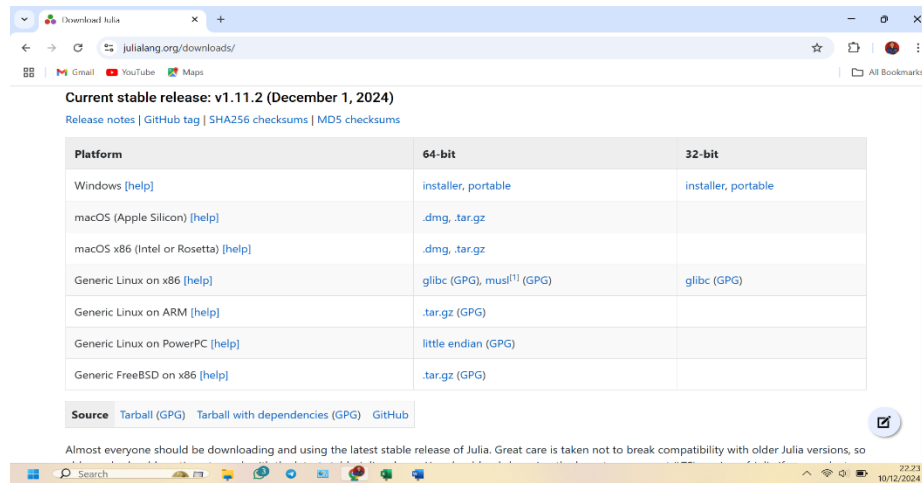 Download Julia
julialang.org/downloads/
Gmail YouTube Maps All Bookmarks
Current stable release: v1.11.2 (December 1, 2024)
Release notes | GitHub tag | SHA256 checksums | MD5 checksums
Platform 64-bit 32-bit
Windows [help] installer, portable installer, portable
macOS (Apple Silicon) [help] .dmg, .tar.gz
macOS x86 (Intel or Rosetta) [help] .dmg, .tar.gz
Generic Linux on x86 [help] glibc (GPG), musl[1] (GPG) glibc (GPG)
Generic Linux on ARM [help] .tar.gz (GPG)
Generic Linux on PowerPC [help] little endian (GPG)
Generic FreeBSD on x86 [help] .tar.gz (GPG)
Source Tarball (GPG) Tarball with dependencies (GPG) GitHub
Almost everyone should be downloading and using the latest stable release of Julia. Great care is taken not to break compatibility with older Julia versions, so
Search
22.23
10/12/2024